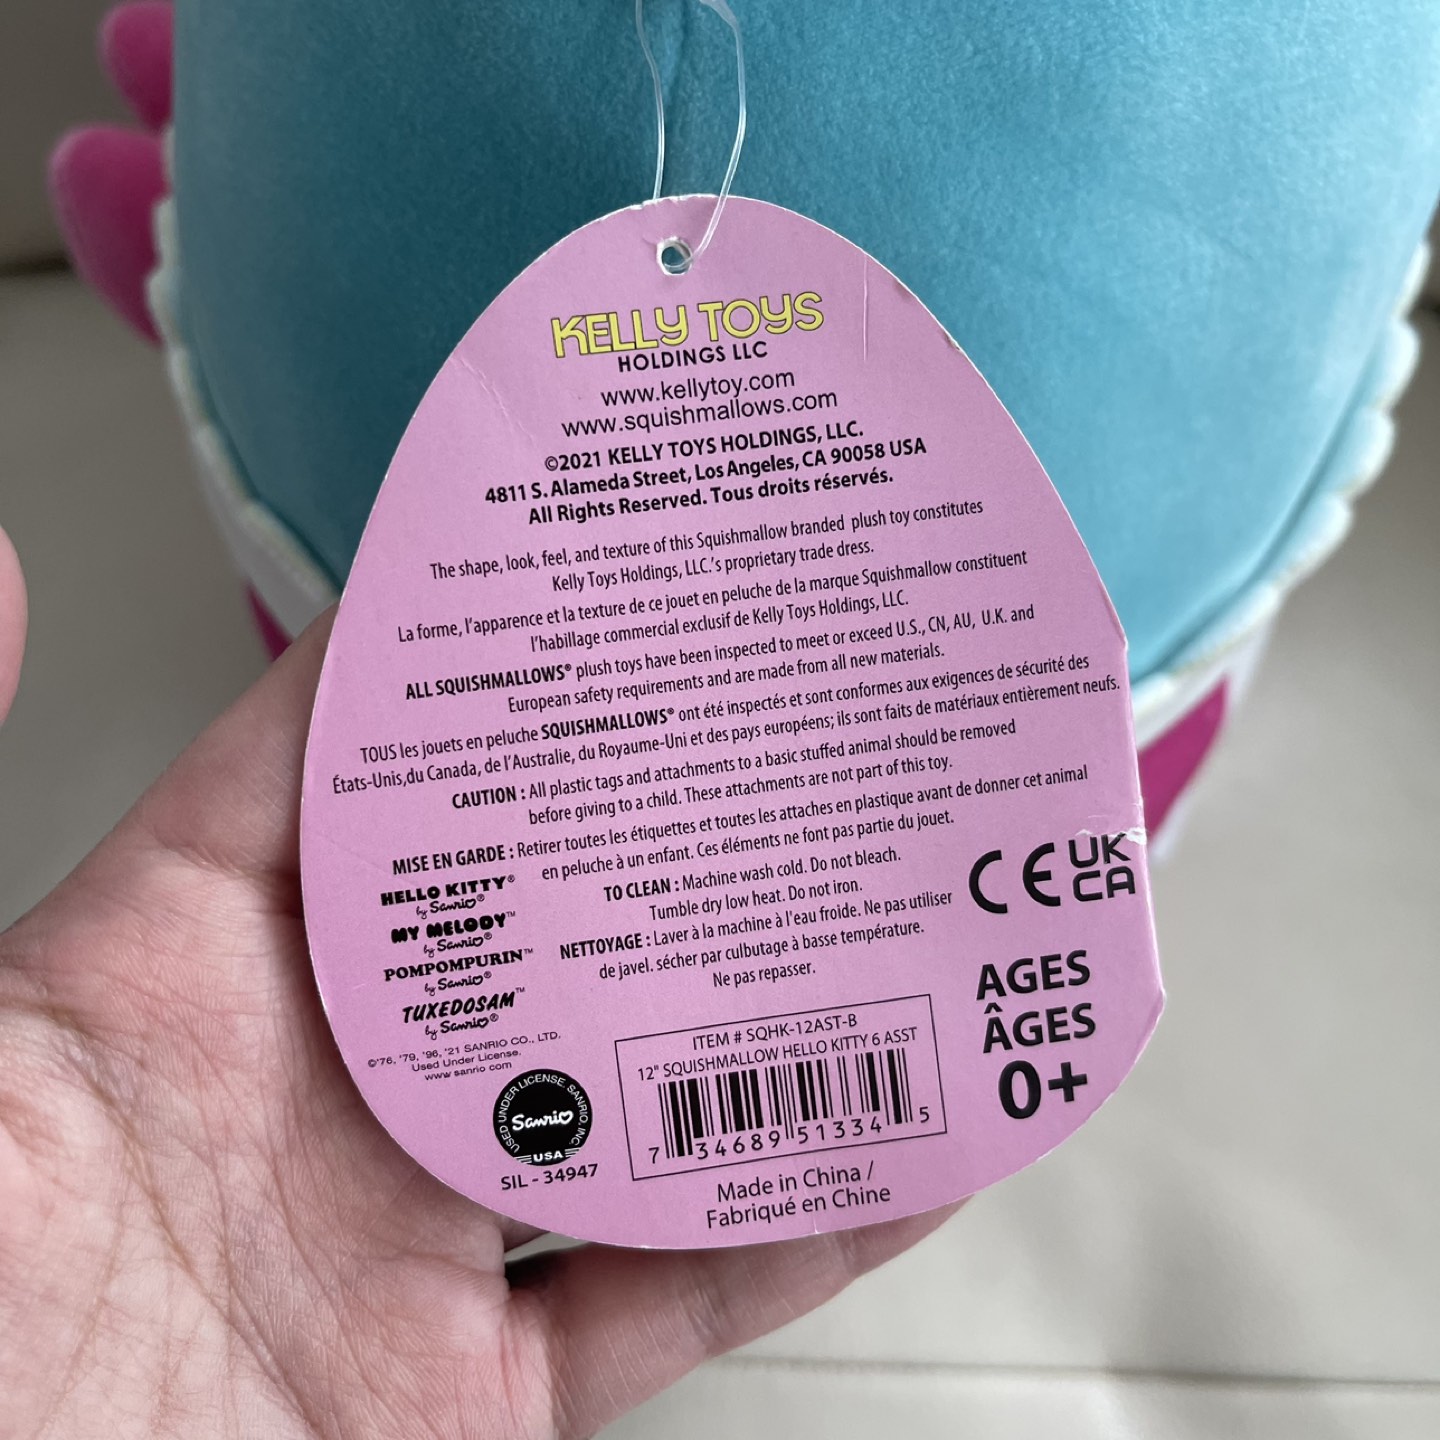 KELLY TOYS
HOLDINGS LLC
www.kellytoy.com
www.squishmallows.com
©2021 KELLY TOYS HOLDINGS, LLC.
4811 S. Alameda Street, Los Angeles, CA 90058 USA
All Rights Reserved. Tous droits réservés.
The shape, look, feel, and texture of this Squishmallow branded plush toy constitutes
Kelly Toys Holdings, LLC.'s proprietary trade dress.
La forme, l'apparence et la texture de ce jouet en peluche de la marque Squishmallow constituent
l'habillage commercial exclusif de Kelly Toys Holdings, LLC.
ALL SQUISHMALLOWS® plush toys have been inspected to meet or exceed U.S., CN, AU, U.K. and
European safety requirements and are made from all new materials.
TOUS les jouets en peluche SQUISHMALLOWS® ont été inspectés et sont conformes aux exigences de sécurité des
États-Unis,du Canada, de l'Australie, du Royaume-Uni et des pays européens; ils sont faits de matériaux entièrement neufs.
CAUTION : All plastic tags and attachments to a basic stuffed animal should be removed
before giving to a child. These attachments are not part of this toy.
MISE EN GARDE : Retirer toutes les étiquettes et toutes les attaches en plastique avant de donner cet animal
en peluche à un enfant. Ces éléments ne font pas partie du jouet.
TO CLEAN : Machine wash cold. Do not bleach.
Tumble dry low heat. Do not iron.
NETTOYAGE : Laver à la machine à l'eau froide. Ne pas utiliser
de javel. sécher par culbutage à basse température.
Ne pas repasser.
HELLO KITTY®
by Sanrio®
MY MELODY™
by Sanrio®
POMPOMPURIN™
by Sanrio®
TUXEDOSAM™
by Sanrio®
©'76, '79, '96, '21 SANRIO CO., LTD.
Used Under License.
www sanrio com
USED UNDER LICENSE. SANRIO, INC.
Sanrio
USA
SIL - 34947
CE UK
CA
AGES
ÂGES
0+
ITEM # SQHK-12AST-B
12" SQUISHMALLOW HELLO KITTY 6 ASST
7 34689 51334 5
Made in China /
Fabriqué en Chine